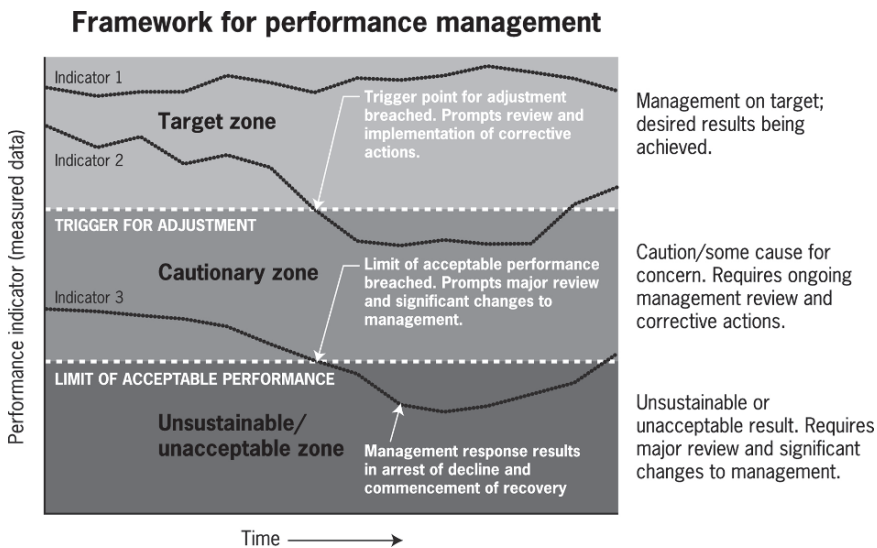 Framework for performance management
Performance indicator (measured data)
Indicator 1
Target zone
Indicator 2
Trigger point for adjustment
breached. Prompts review and
implementation of corrective
actions.
Management on target;
desired results being
achieved.
TRIGGER FOR ADJUSTMENT
Cautionary zone
Indicator 3
Limit of acceptable performance
breached. Prompts major review
and significant changes to
management.
Caution/some cause for
concern. Requires ongoing
management review and
corrective actions.
LIMIT OF ACCEPTABLE PERFORMANCE
Unsustainable/
unacceptable zone
Management response results
in arrest of decline and
commencement of recovery
Unsustainable or
unacceptable result. Requires
major review and significant
changes to management.
Time